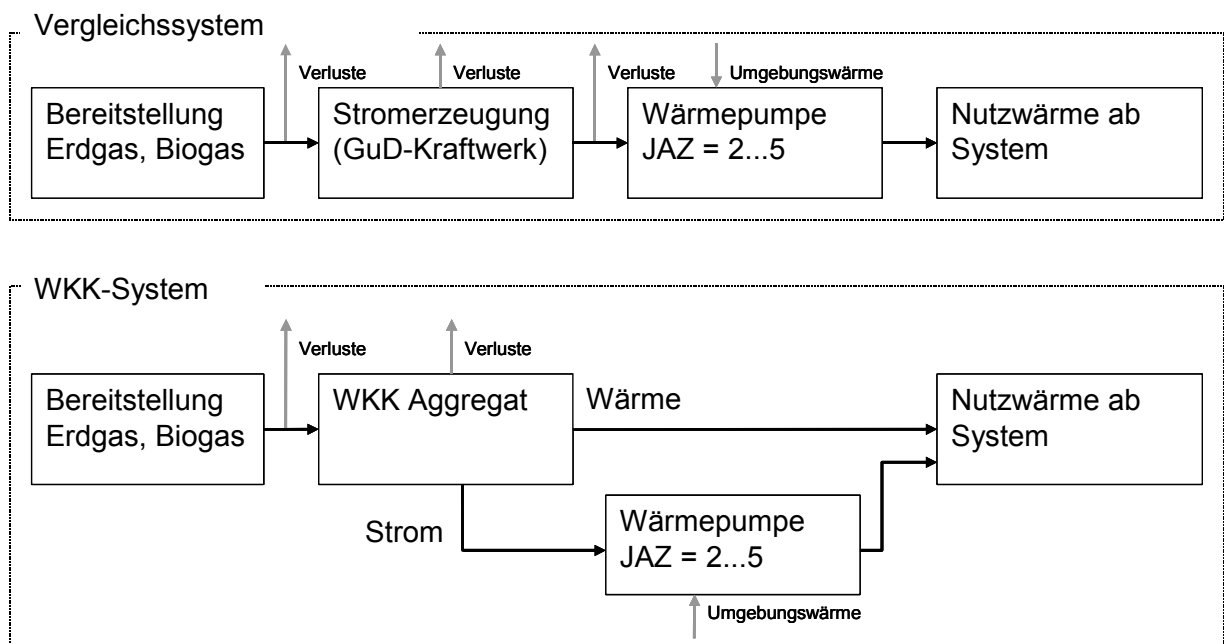 Vergleichssystem
Verluste
Verluste
Verluste
Umgebungswärme
Bereitstellung
Erdgas, Biogas
Stromerzeugung
(GuD-Kraftwerk)
Wärmepumpe
JAZ = 2...5
Nutzwärme ab
System
WKK-System
Verluste
Verluste
Bereitstellung
Erdgas, Biogas
WKK Aggregat
Wärme
Nutzwärme ab
System
Strom
Wärmepumpe
JAZ = 2...5
Umgebungswärme